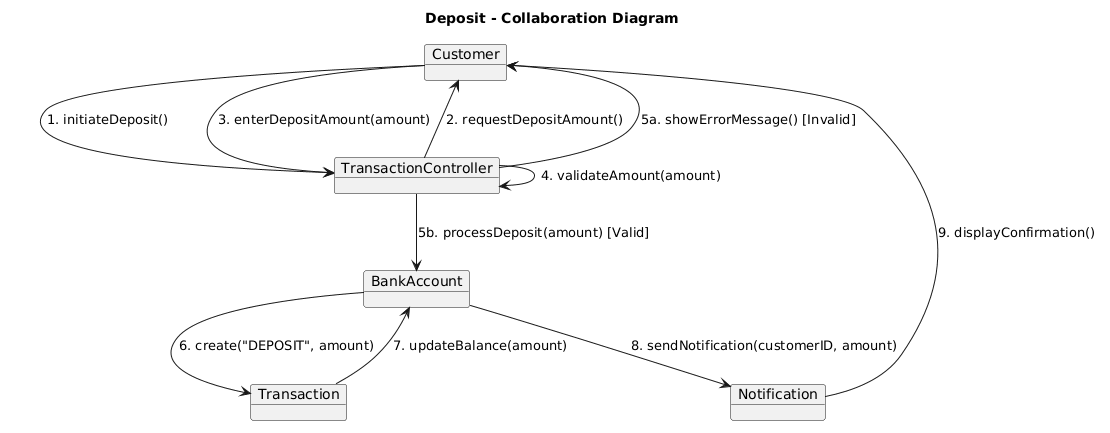 Deposit - Collaboration Diagram
Customer
1. initiateDeposit()
3. enterDepositAmount(amount)
2. requestDepositAmount()
5a. showErrorMessage() [Invalid]
TransactionController
4. validateAmount(amount)
5b. processDeposit(amount) [Valid]
9. displayConfirmation()
BankAccount
6. create("DEPOSIT", amount)
7. updateBalance(amount)
8. sendNotification(customerID, amount)
Transaction
Notification